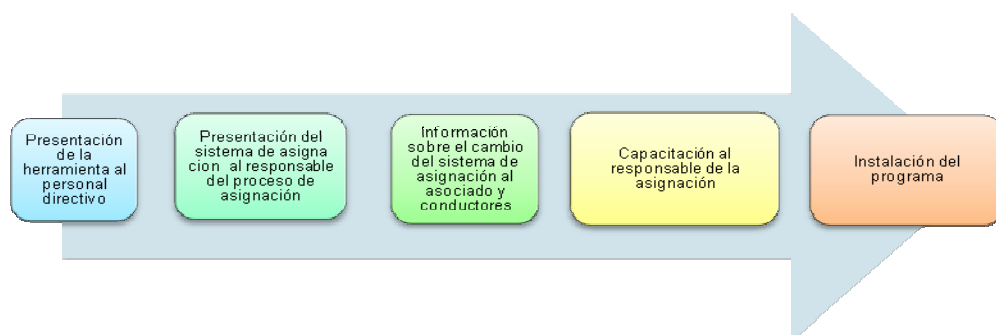 Presentación
de la
herramienta al
personal
directivo
Presentación del
sistema de asigna
cion al responsable
del proceso de
asignación
Información
sobre el cambio
del sistema de
asignación al
asociado y
conductores
Capacitación al
responsable de la
asignación
Instalación del
programa